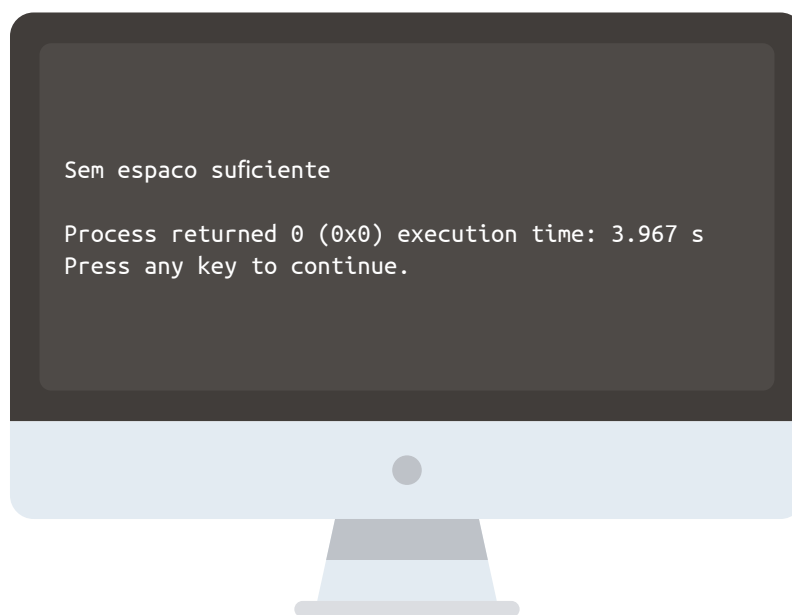 Sem espaco suficiente
Process returned 0 (0x0) execution time: 3.967 s
Press any key to continue.